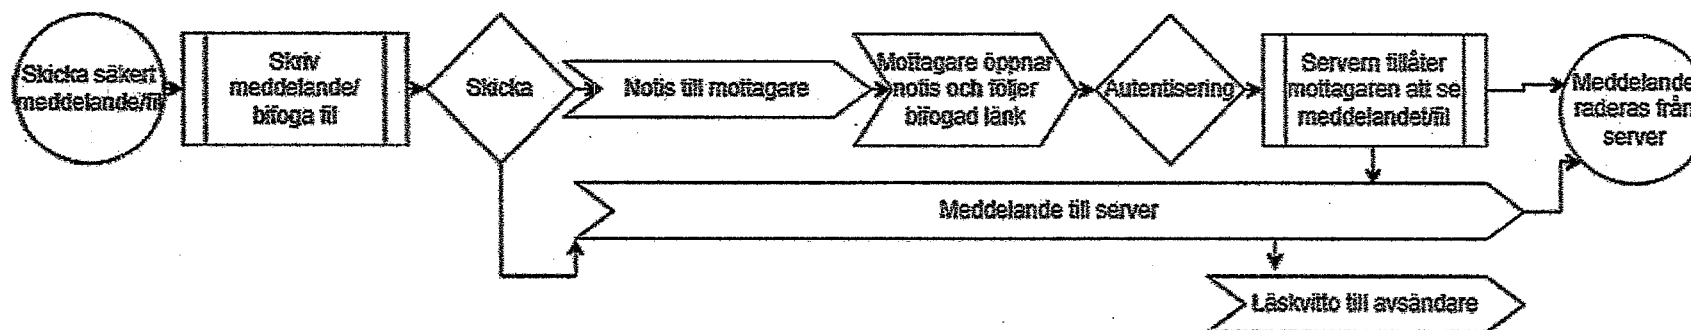 Skicka säkert
meddelande/fil
Skriv
meddelande/
bifoga fil
Skicka
Notis till mottagare
Mottagare öppnar
notis och följer
bifogad länk
Autentisering
Servern tillåter
mottagaren att se
meddelandet/fil
Meddelande
raderas från
server
Meddelande till server
Läskvitto till avsändare